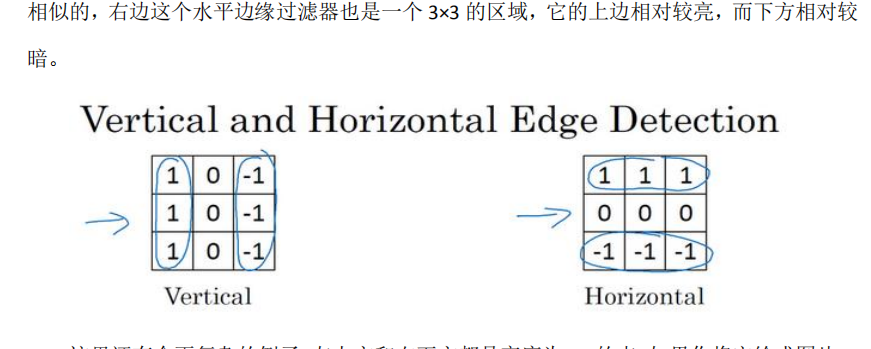 相似的，右边这个水平边缘过滤器也是一个 3×3 的区域，它的上边相对较亮，而下方相对较
暗。
Vertical and Horizontal Edge Detection
1 0 -1
1 0 -1
1 0 -1
Vertical
1 1 1
0 0 0
-1 -1 -1
Horizontal